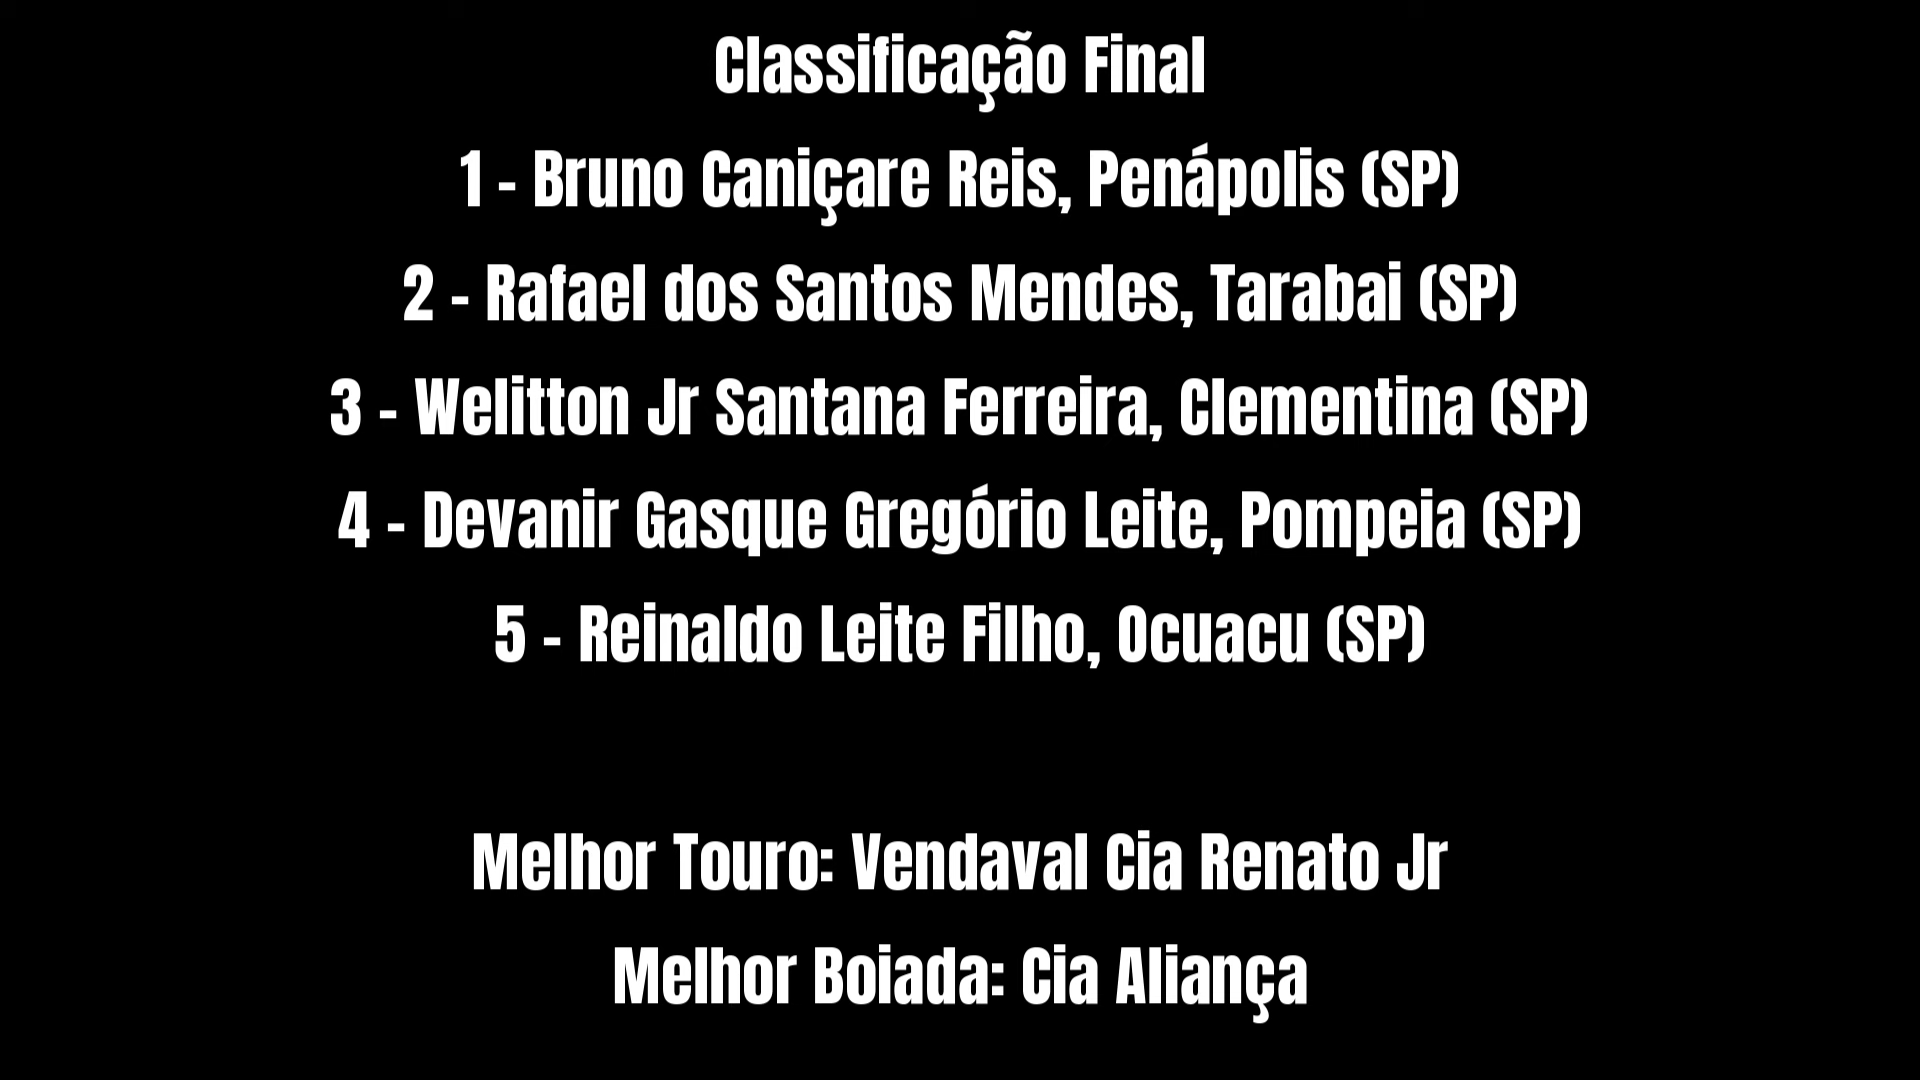 Classificação Final
1 - Bruno Caniçare Reis, Penápolis (SP)
2 - Rafael dos Santos Mendes, Tarabai (SP)
3 - Welitton Jr Santana Ferreira, Clementina (SP)
4 - Devanir Gasque Gregório Leite, Pompeia (SP)
5 - Reinaldo Leite Filho, Ocuacu (SP)
Melhor Touro: Vendaval Cia Renato Jr
Melhor Boiada: Cia Aliança